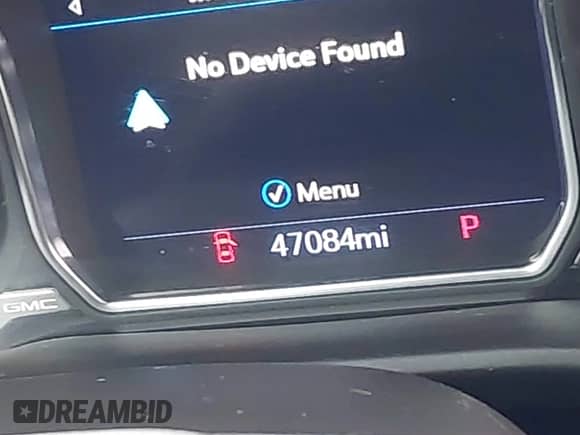 No Device Found
Menu
47084mi
P
GMC
DREAMBID